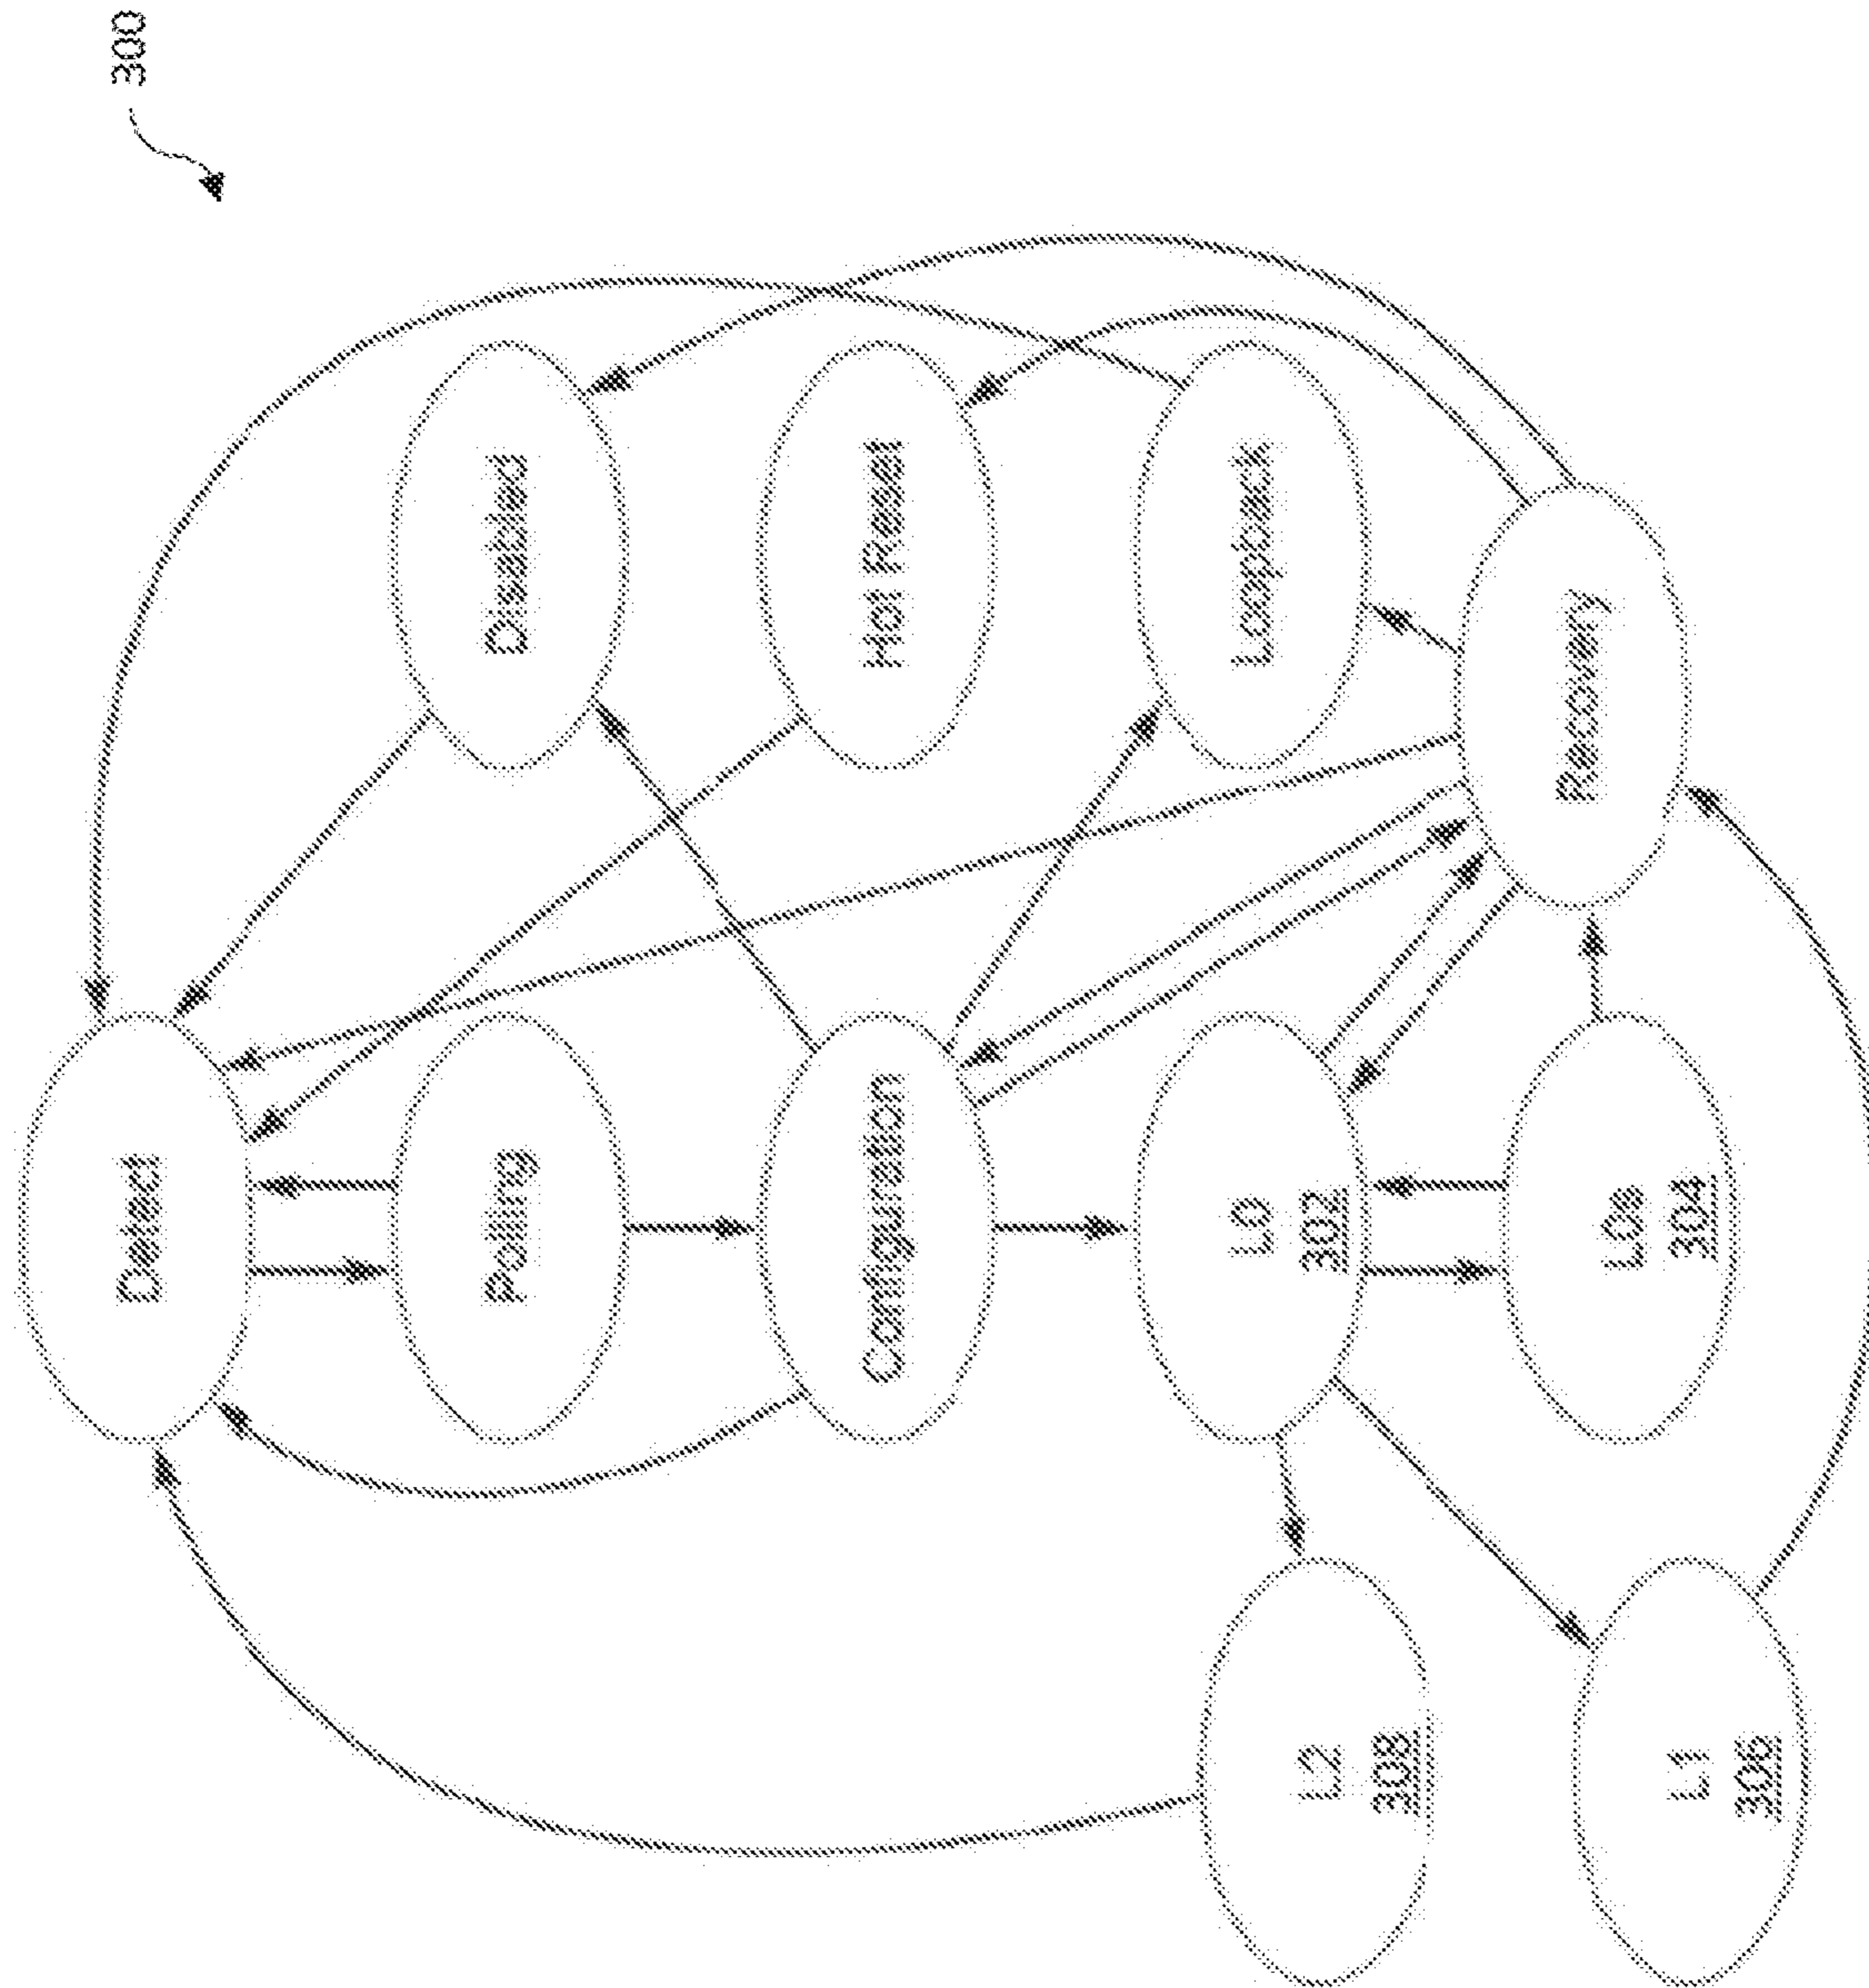 300
Detect
Disabled
Polling
Hot Reset
Configuration
Loopback
L0
302
L2
308
Recovery
L0s
304
L1
306